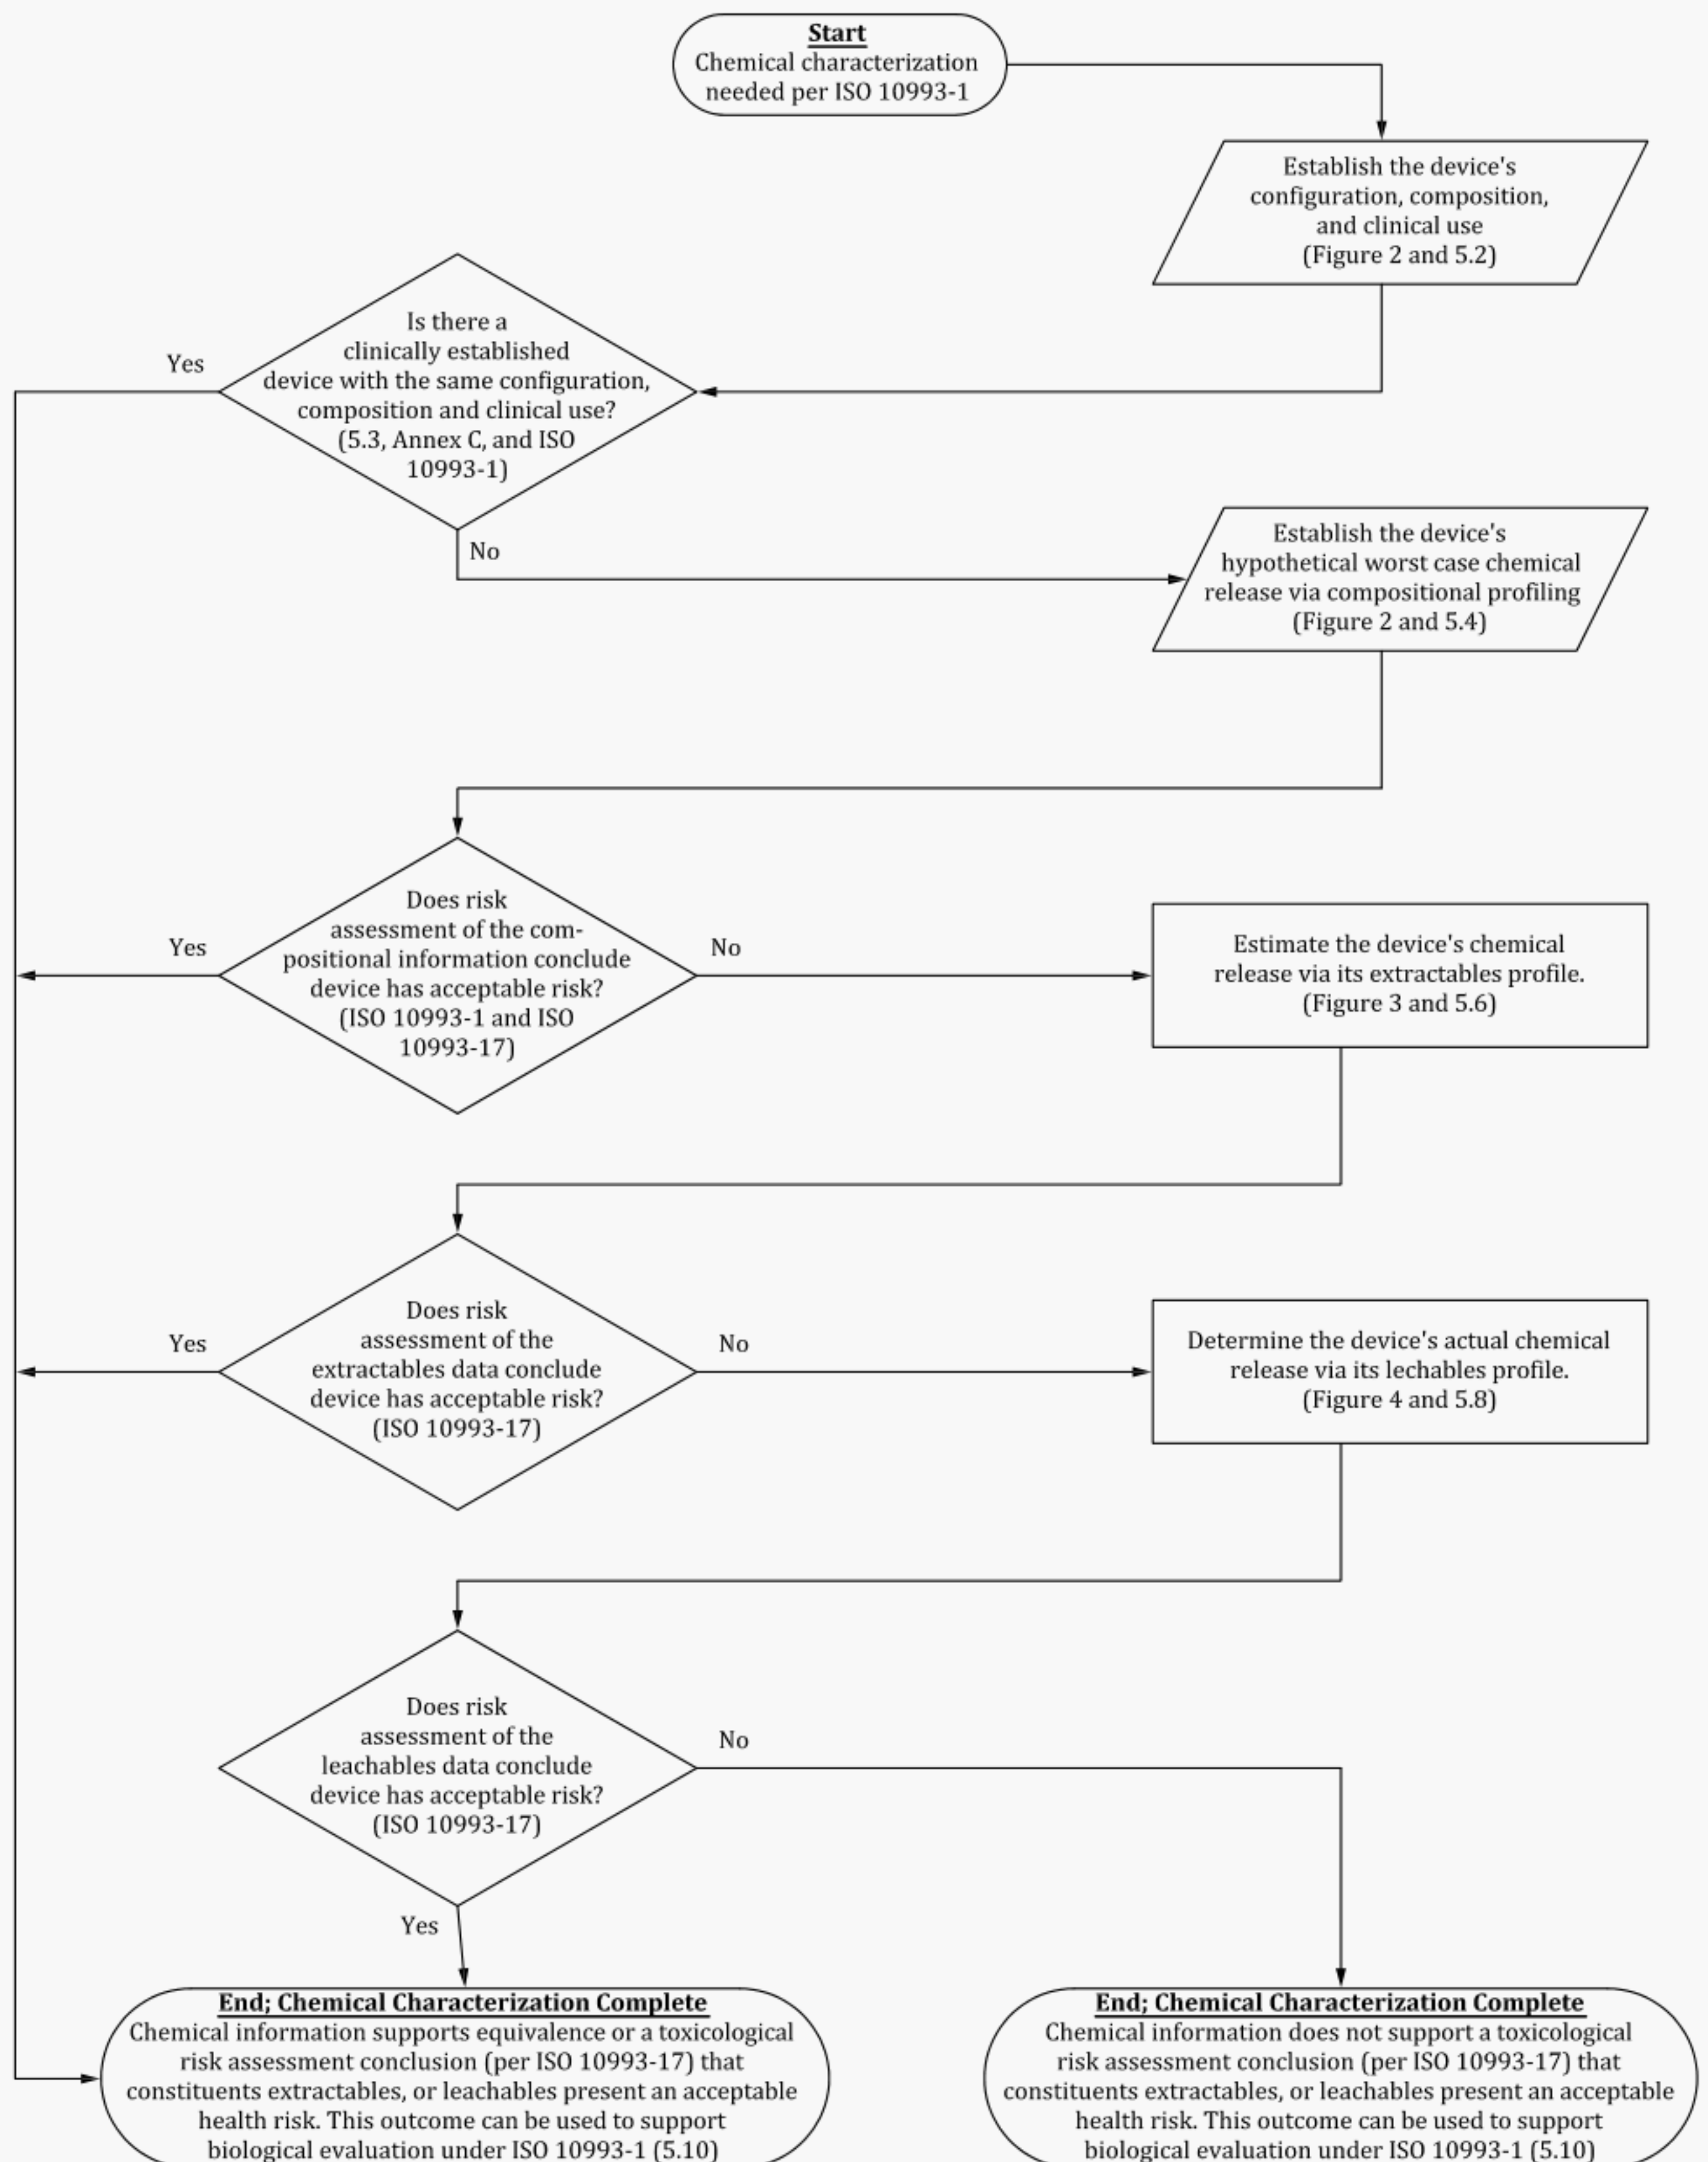 Start
Chemical characterization
needed per ISO 10993-1
Establish the device's
configuration, composition,
and clinical use
(Figure 2 and 5.2)
Is there a
clinically established
device with the same configuration,
composition and clinical use?
(5.3, Annex C, and ISO
10993-1)
Yes
No
Establish the device's
hypothetical worst case chemical
release via compositional profiling
(Figure 2 and 5.4)
Does risk
assessment of the com-
positional information conclude
device has acceptable risk?
(ISO 10993-1 and ISO
10993-17)
Yes
No
Estimate the device's chemical
release via its extractables profile.
(Figure 3 and 5.6)
Does risk
assessment of the
extractables data conclude
device has acceptable risk?
(ISO 10993-17)
Yes
No
Determine the device's actual chemical
release via its lechables profile.
(Figure 4 and 5.8)
Does risk
assessment of the
leachables data conclude
device has acceptable risk?
(ISO 10993-17)
No
Yes
End; Chemical Characterization Complete
Chemical information supports equivalence or a toxicological
risk assessment conclusion (per ISO 10993-17) that
constituents extractables, or leachables present an acceptable
health risk. This outcome can be used to support
biological evaluation under ISO 10993-1 (5.10)
End; Chemical Characterization Complete
Chemical information does not support a toxicological
risk assessment conclusion (per ISO 10993-17) that
constituents extractables, or leachables present an acceptable
health risk. This outcome can be used to support
biological evaluation under ISO 10993-1 (5.10)